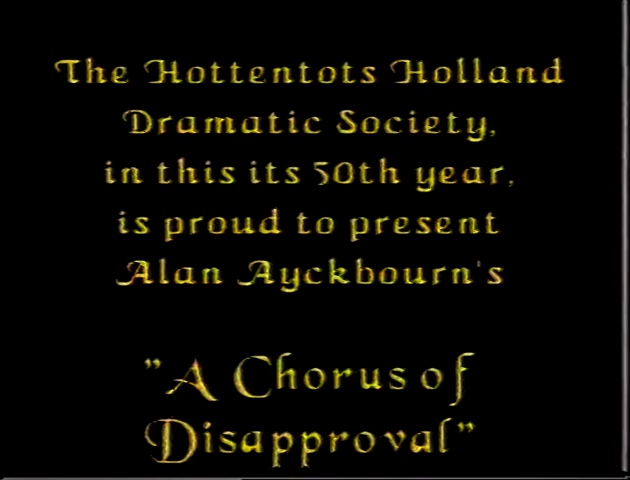 The Hottentots Holland
Dramatic Society,
in this its 50th year,
is proud to present
Alan Ayckbourn's
"A Chorus of
Disapproval"